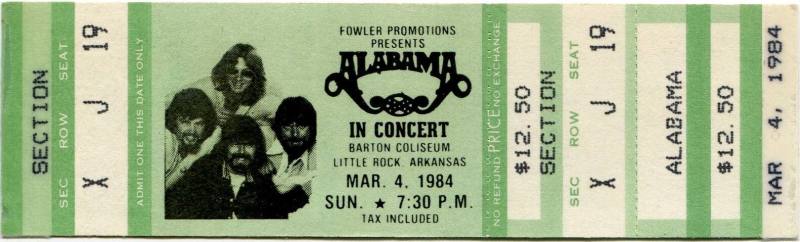 SECTION
SEC ROW SEAT
X J 19
ADMIT ONE THIS DATE ONLY
FOWLER PROMOTIONS
PRESENTS
ALABAMA
IN CONCERT
BARTON COLISEUM
LITTLE ROCK, ARKANSAS
MAR. 4, 1984
SUN. ★ 7:30 P.M.
TAX INCLUDED
NO REFUND PRICE NO EXCHANGE
$12.50
SECTION
SEC ROW SEAT
X J 19
ALABAMA
$12.50
MAR 4, 1984